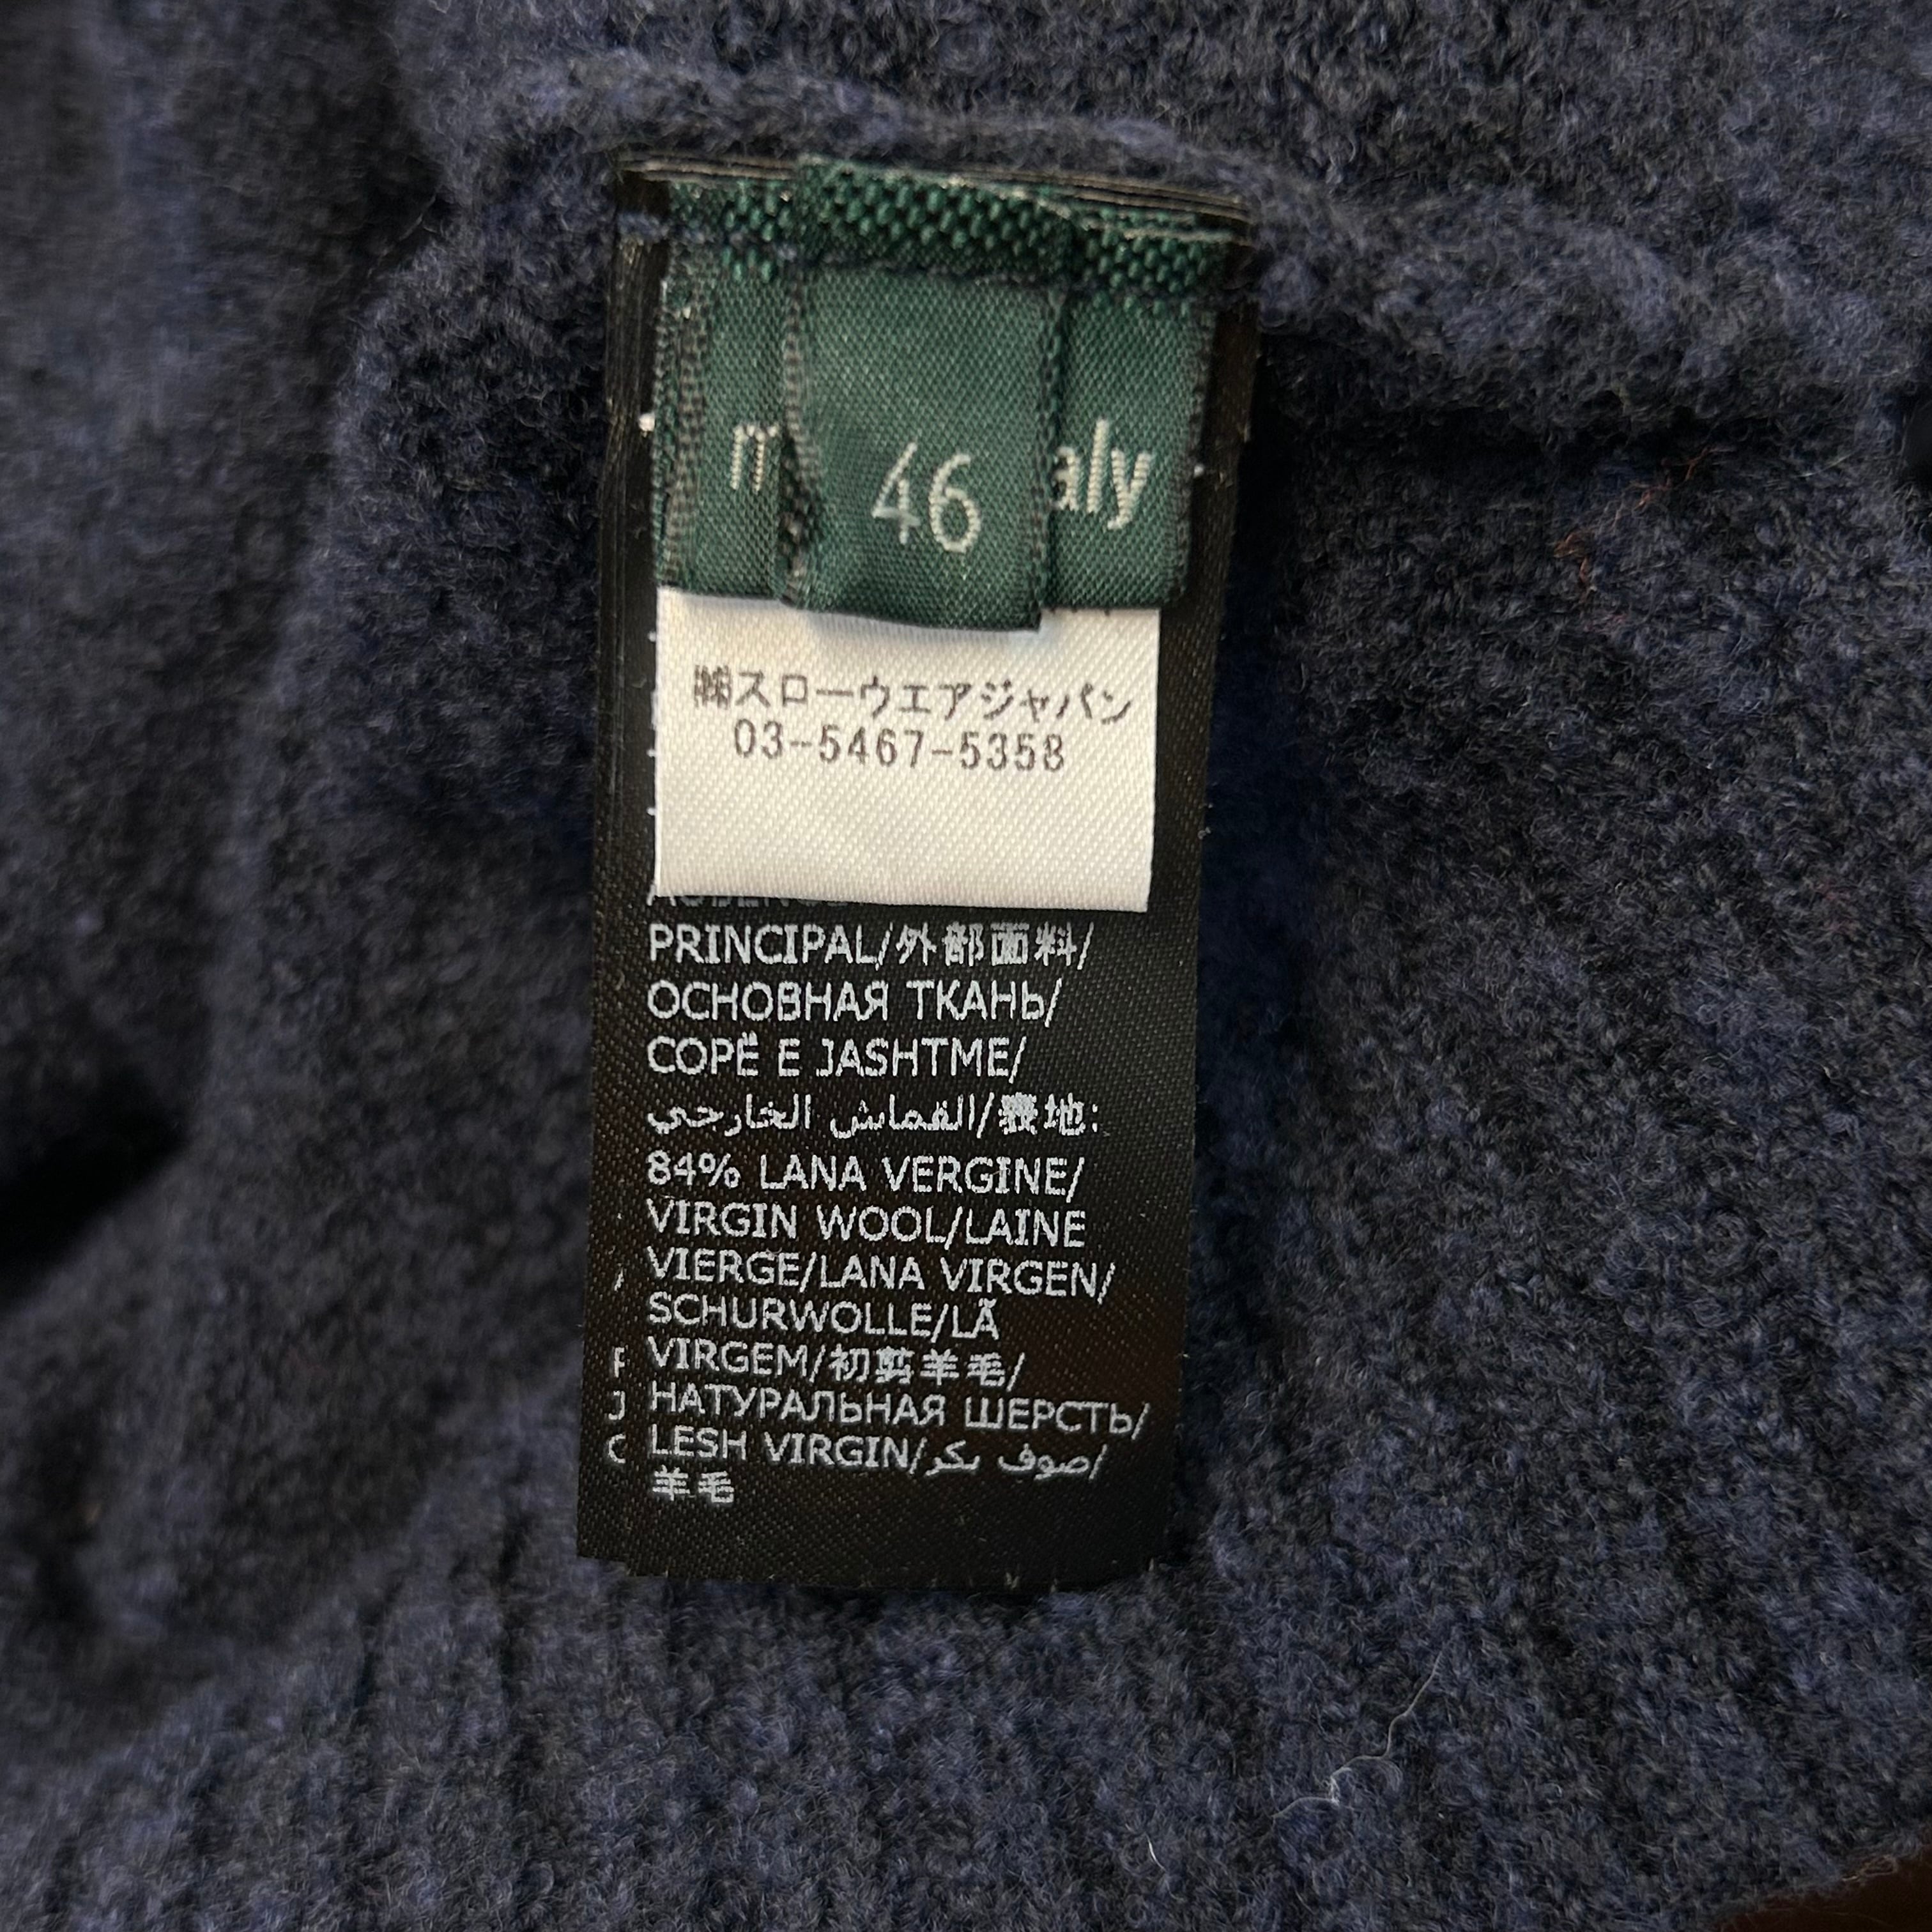 46
㈱スローウエアジャパン
03-5467-5358
PRINCIPAL/外部面料/
ОСНОВНАЯ ТКАНЬ/
COPË E JASHTME/
القماش الخارجي/表地:
84% LANA VERGINE/
VIRGIN WOOL/LAINE
VIERGE/LANA VIRGEN/
SCHURWOLLE/LÃ
VIRGEM/初剪羊毛/
НАТУРАЛЬНАЯ ШЕРСТЬ/
LESH VIRGIN/صوف بكر/
羊毛